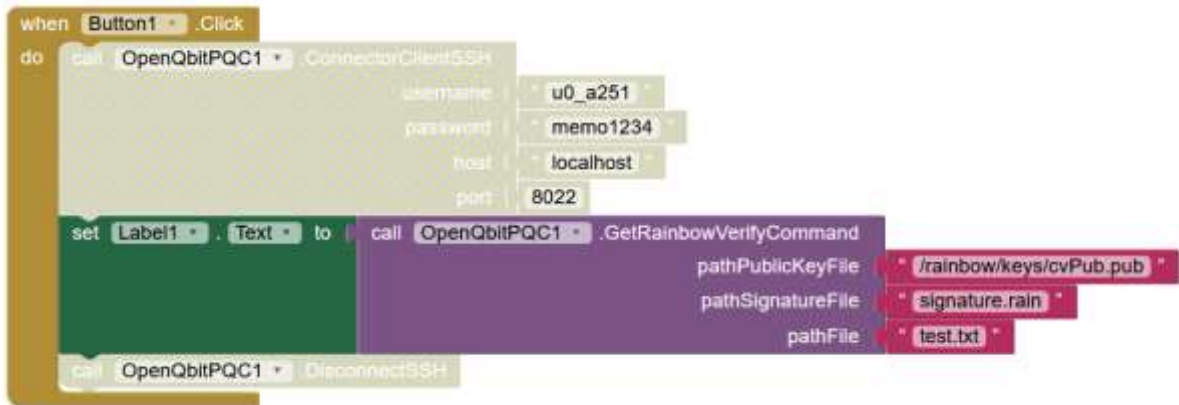 when Button1 .Click
do call OpenQbitPQC1 .ConnectorClientSSH
username " u0_a251 "
password " memo1234 "
host " localhost "
port 8022
set Label1 . Text to call OpenQbitPQC1 .GetRainbowVerifyCommand
pathPublicKeyFile " /rainbow/keys/cvPub.pub "
pathSignatureFile " signature.rain "
pathFile " test.txt "
call OpenQbitPQC1 .DisconnectSSH